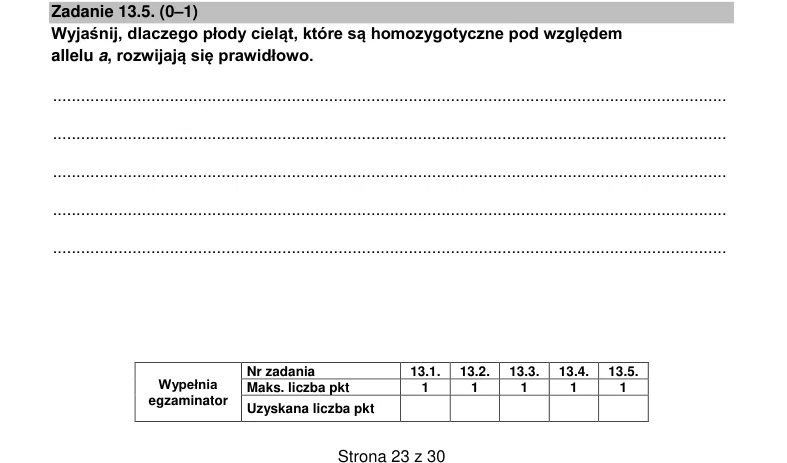 Zadanie 13.5. (0–1)
Wyjaśnij, dlaczego płody cieląt, które są homozygotyczne pod względem
allelu a, rozwijają się prawidłowo.
Wypełnia
egzaminator
Nr zadania 13.1. 13.2. 13.3. 13.4. 13.5.
Maks. liczba pkt 1 1 1 1 1
Uzyskana liczba pkt
Strona 23 z 30